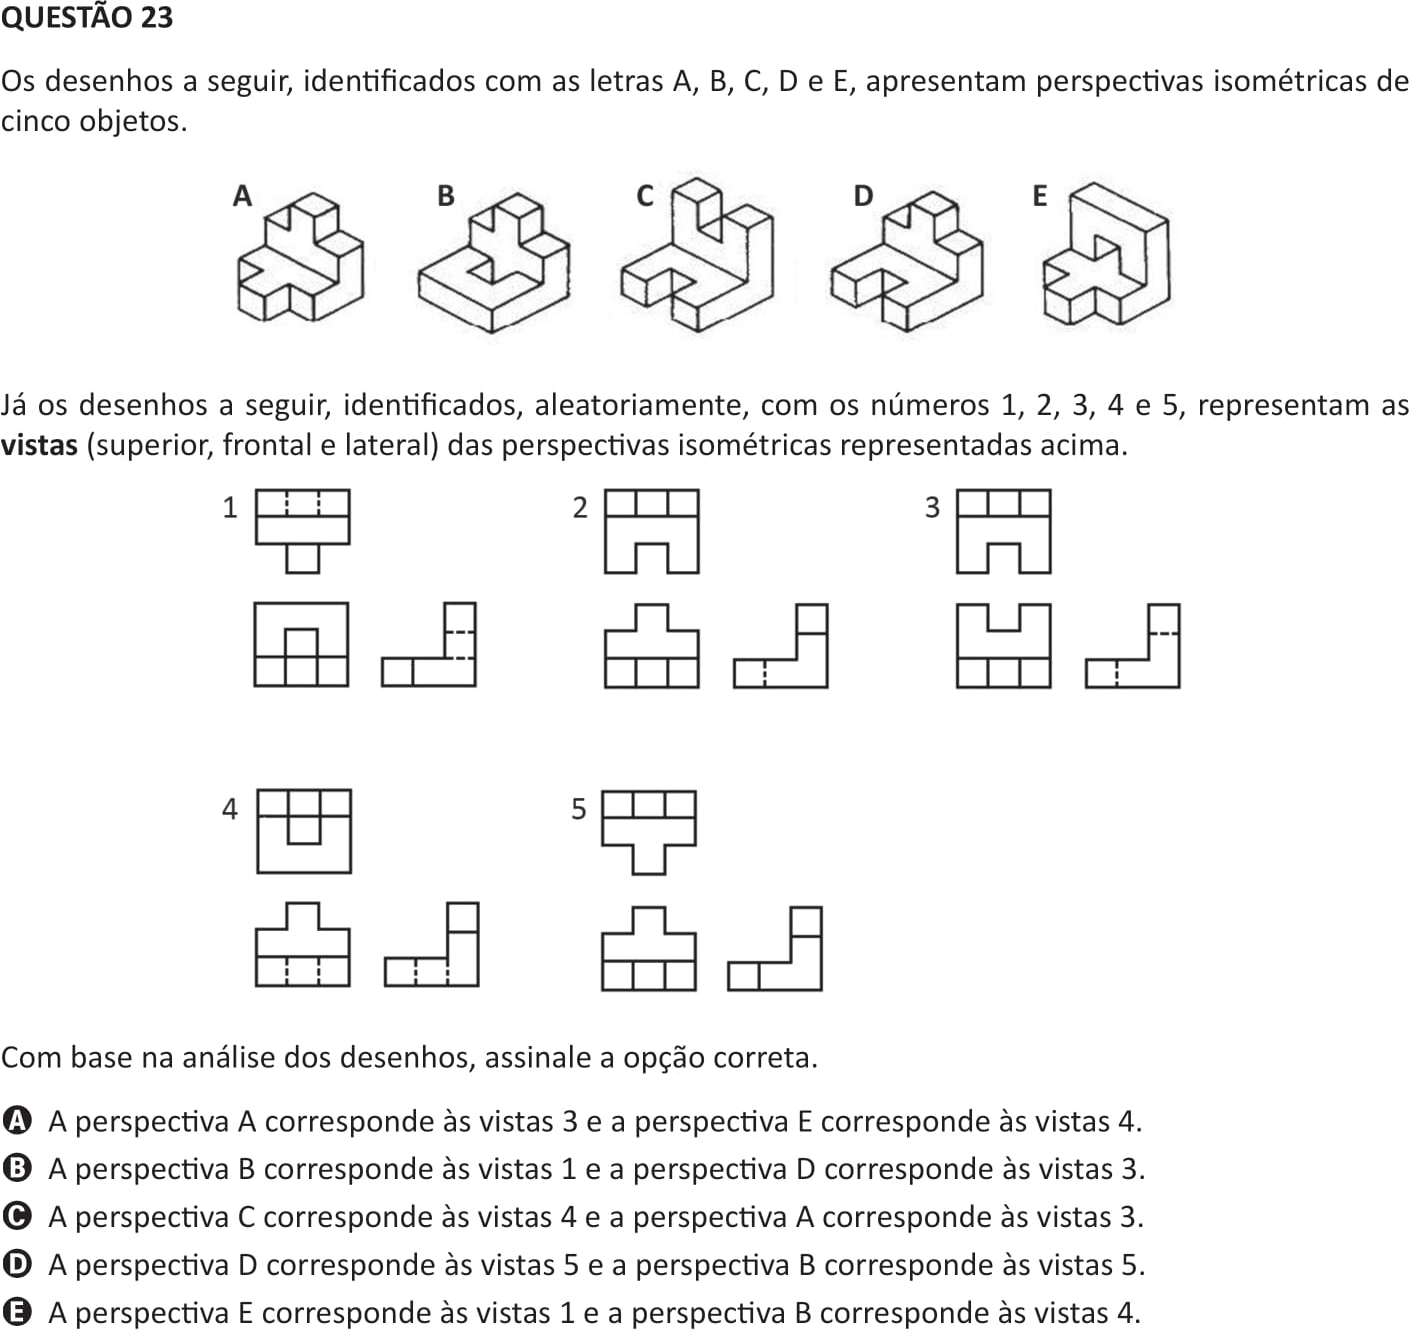 QUESTÃO 23
Os desenhos a seguir, identificados com as letras A, B, C, D e E, apresentam perspectivas isométricas de
cinco objetos.
A B C D E
Já os desenhos a seguir, identificados, aleatoriamente, com os números 1, 2, 3, 4 e 5, representam as
vistas (superior, frontal e lateral) das perspectivas isométricas representadas acima.
1 2 3
4 5
Com base na análise dos desenhos, assinale a opção correta.
A A perspectiva A corresponde às vistas 3 e a perspectiva E corresponde às vistas 4.
B A perspectiva B corresponde às vistas 1 e a perspectiva D corresponde às vistas 3.
C A perspectiva C corresponde às vistas 4 e a perspectiva A corresponde às vistas 3.
D A perspectiva D corresponde às vistas 5 e a perspectiva B corresponde às vistas 5.
E A perspectiva E corresponde às vistas 1 e a perspectiva B corresponde às vistas 4.